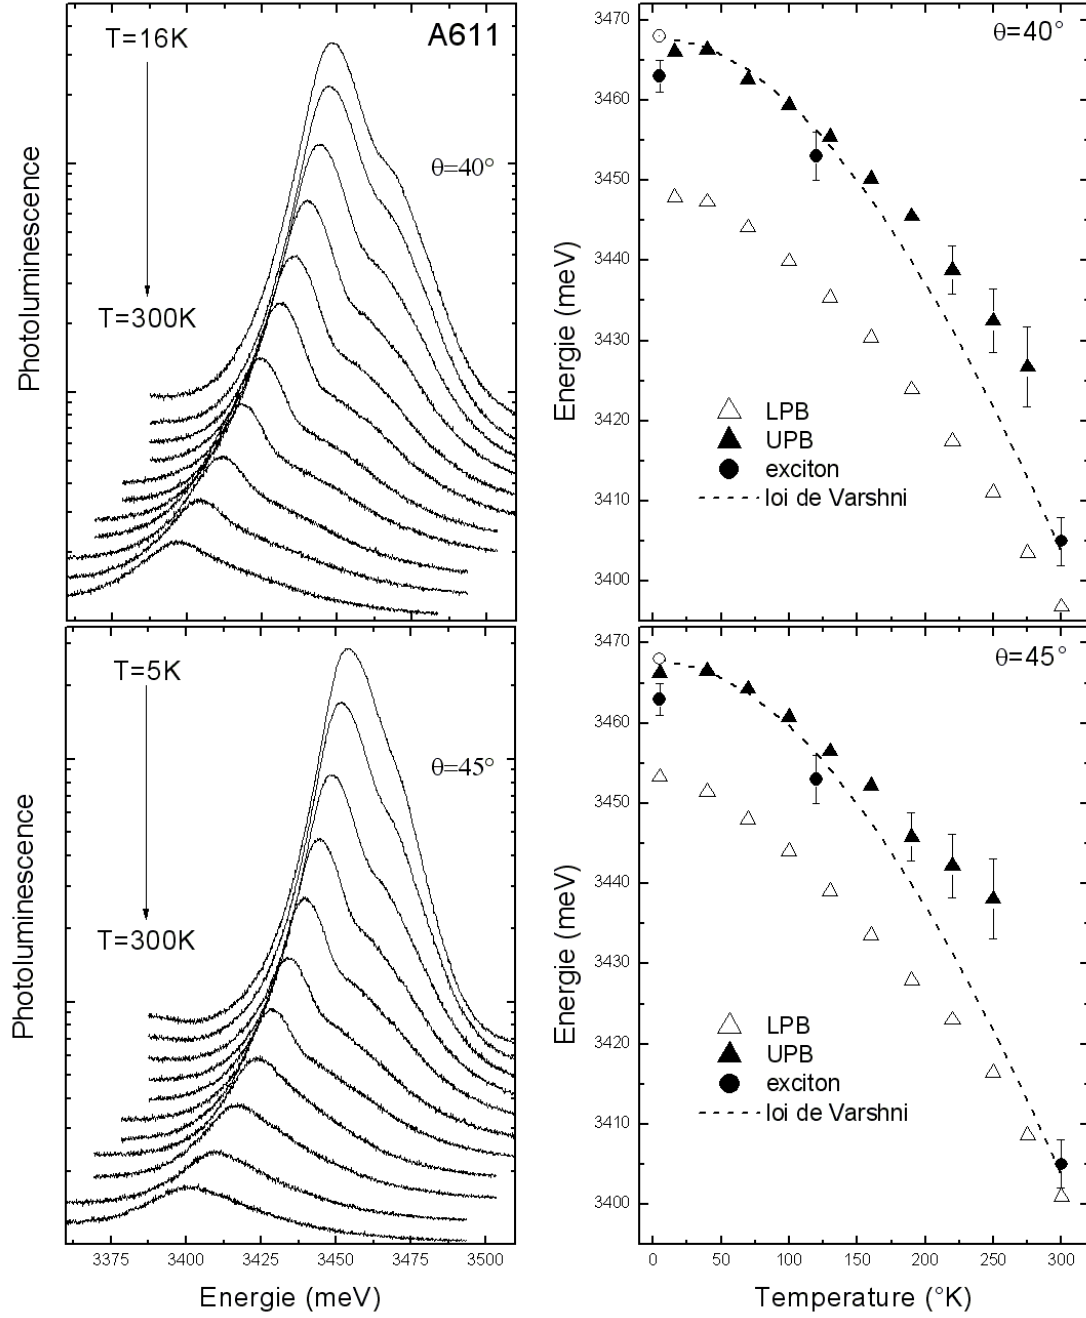 T=16K
A611
θ=40°
T=300K
Photoluminescence
3470
3460
3450
3440
3430
3420
3410
3400
Energie (meV)
θ=40°
LPB
UPB
exciton
loi de Varshni
T=5K
θ=45°
T=300K
Photoluminescence
3375 3400 3425 3450 3475 3500
Energie (meV)
3470
3460
3450
3440
3430
3420
3410
3400
Energie (meV)
θ=45°
LPB
UPB
exciton
loi de Varshni
0 50 100 150 200 250 300
Temperature (°K)